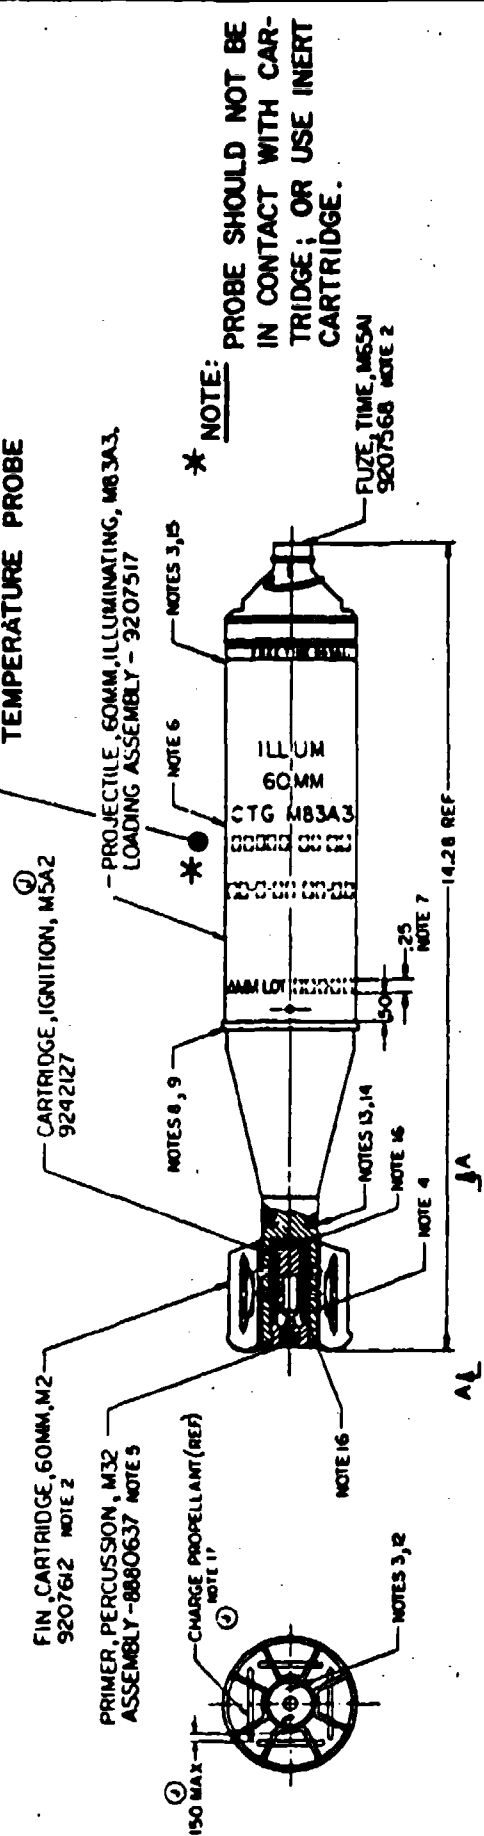 TEMPERATURE PROBE
* NOTE:
PROBE SHOULD NOT BE
IN CONTACT WITH CAR-
TRIDGE; OR USE INERT
CARTRIDGE.
FIN, CARTRIDGE, 60MM, M2
9207612 NOTE 2
CARTRIDGE, IGNITION, M5A2
9242127
PROJECTILE, 60MM, ILLUMINATING, M83A3,
LOADING ASSEMBLY - 9207517
PRIMER, PERCUSSION, M32
ASSEMBLY-8880637 NOTE 5
CHARGE PROPELLANT (REF)
NOTE 17
.150 MAX
NOTES 3,12
NOTES 8, 9
NOTE 6
*
NOTES 3,15
FUZE, TIME, M65A1
9207568 NOTE 2
ILLUM
60MM
CTG M83A3
AMM LOT
.50
.25
NOTE 7
NOTES 13,14
NOTE 16
NOTE 4
NOTE 16
14.28 REF
A
A